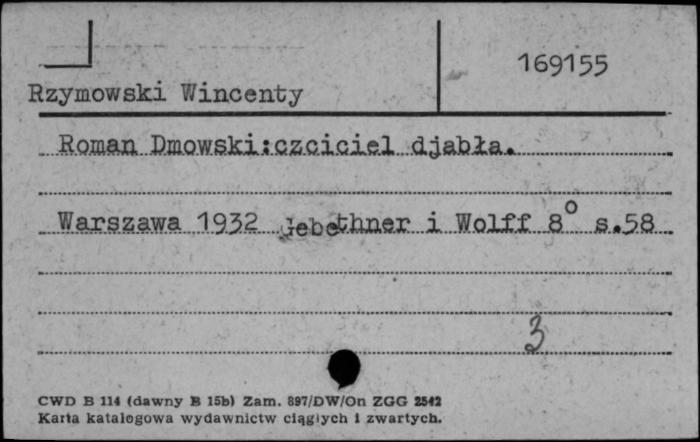 169155
Rzymowski Wincenty
Roman Dmowski:czciciel djabła.
Warszawa 1932 Gebethner i Wolff 8° s.58
3
CWD B 114 (dawny B 15b) Zam. 897/DW/On ZGG 2542
Karta katalogowa wydawnictw ciągłych i zwartych.